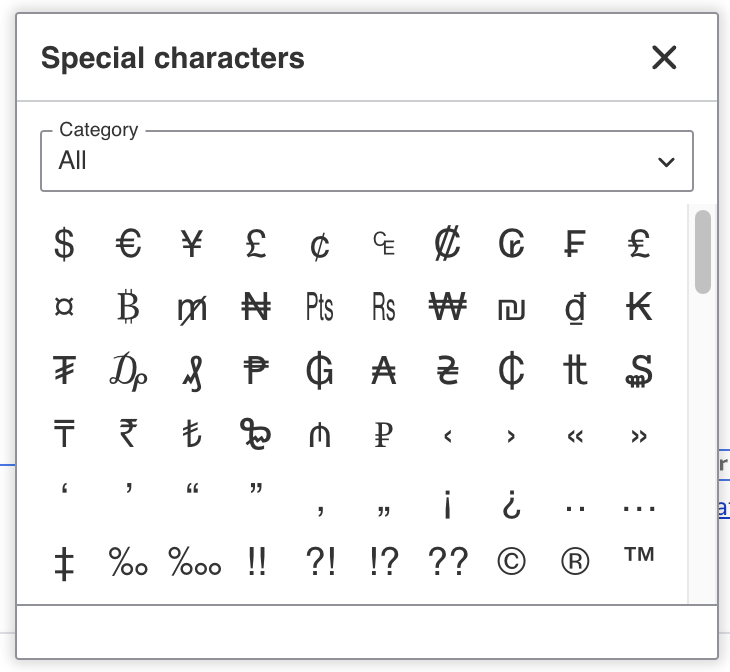 Special characters
Category
All
$ € ¥ £ ¢ ₠ ₡ ₢ ₣ ₤
¤ ₿ ₥ ₦ ₧ ₨ ₩ ₪ ₫ ₭
₮ ₯ ₰ ₱ ₲ ₳ ₴ ₵ ₶ ₷
₸ ₹ ₺ ₻ ₼ ₽ ‹ › « »
‘ ’ “ ” ‚ „ ¡ ¿ ‥ …
‡ ‰ ‱ ‼ ⁈ ⁉ ⁇ © ® ™